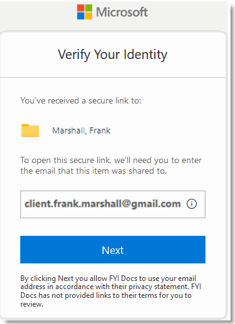 Microsoft
Verify Your Identity
You've received a secure link to:
Marshall, Frank
To open this secure link, we'll need you to enter
the email that this item was shared to.
client.frank.marshall@gmail.com
Next
By clicking Next you allow FYI Docs to use your email
address in accordance with their privacy statement. FYI
Docs has not provided links to their terms for you to
review.